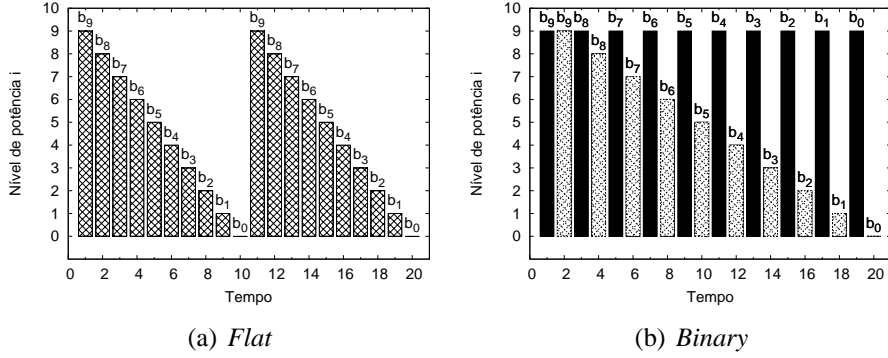 10
9
8
7
6
5
4
3
2
1
0
Nível de potência i
b9
b8
b7
b6
b5
b4
b3
b2
b1
b0
b9
b8
b7
b6
b5
b4
b3
b2
b1
b0
0 2 4 6 8 10 12 14 16 18 20
Tempo
(a) Flat
10
9
8
7
6
5
4
3
2
1
0
Nível de potência i
b9 b9 b8 b7 b6 b5 b4 b3 b2 b1 b0
b8
b7
b6
b5
b4
b3
b2
b1
b0
0 2 4 6 8 10 12 14 16 18 20
Tempo
(b) Binary